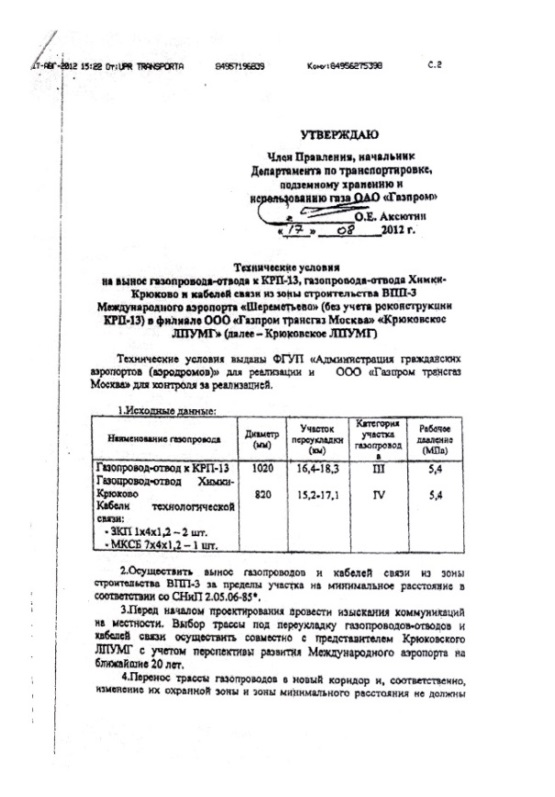 17-АВГ-2012 15:22 От:UPR TRANSPORTA 84957196839 Кому:84956275398 С.2
УТВЕРЖДАЮ
Член Правления, начальник
Департамента по транспортировке,
подземному хранению и
использованию газа ОАО «Газпром»
О.Е. Аксютин
« 17 » 08 2012 г.
Технические условия
на вынос газопровода-отвода к КРП-13, газопровода-отвода Химки-
Крюково и кабелей связи из зоны строительства ВПП-3
Международного аэропорта «Шереметьево» (без учета реконструкции
КРП-13) в филиале ООО «Газпром трансгаз Москва» «Крюковское
ЛПУМГ» (далее – Крюковское ЛПУМГ)
Технические условия выданы ФГУП «Администрация гражданских
аэропортов (аэродромов)» для реализации и ООО «Газпром трансгаз
Москва» для контроля за реализацией.
1.Исходные данные:
Наименование газопровода Диаметр (мм) Участок переукладки (км) Категория участка газопровода Рабочее давление (МПа)
Газопровод-отвод к КРП-13 1020 16,4-18,3 III 5,4
Газопровод-отвод Химки-
Крюково 820 15,2-17,1 IV 5,4
Кабели технологической
связи:
- ЗКП 1х4х1,2 – 2 шт.
- МКСБ 7х4х1,2 – 1 шт.
2.Осуществить вынос газопроводов и кабелей связи из зоны
строительства ВПП-3 за пределы участка на минимальное расстояние в
соответствии со СНиП 2.05.06-85*.
3.Перед началом проектирования провести изыскания коммуникаций
на местности. Выбор трассы под переукладку газопроводов-отводов и
кабелей связи осуществить совместно с представителем Крюковского
ЛПУМГ с учетом перспективы развития Международного аэропорта на
ближайшие 20 лет.
4.Перенос трассы газопроводов в новый коридор и, соответственно,
изменение их охранной зоны и зоны минимального расстояния не должны